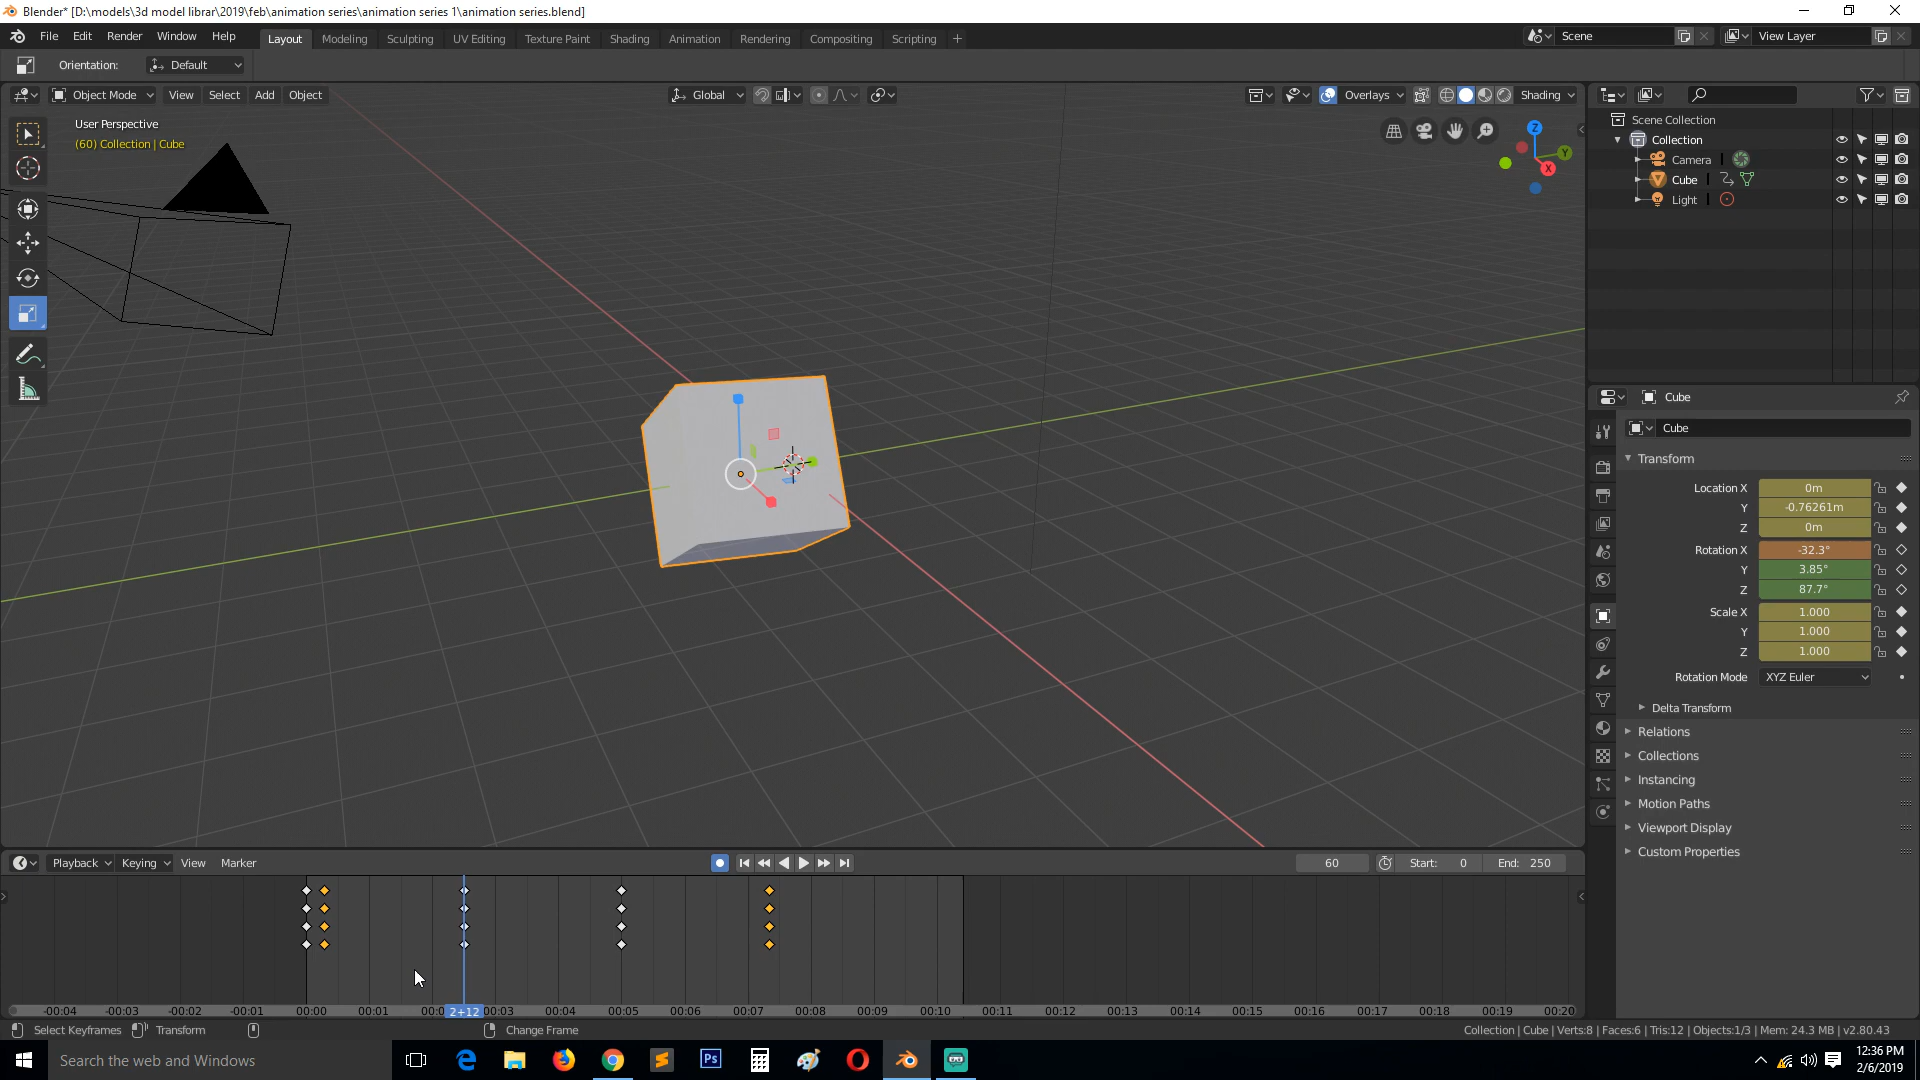 Blender* [D:\models\3d model librar\2019\feb\animation series\animation series 1\animation series.blend]
File Edit Render Window Help Layout Modeling Sculpting UV Editing Texture Paint Shading Animation Rendering Compositing Scripting + Scene View Layer
Orientation: Default
Object Mode View Select Add Object Global Overlays Shading
User Perspective
(60) Collection | Cube
Z
Y
X
Scene Collection
Collection
Camera
Cube
Light
Cube
Cube
Transform
Location X 0m
Y -0.76261m
Z 0m
Rotation X -32.3°
Y 3.85°
Z 87.7°
Scale X 1.000
Y 1.000
Z 1.000
Rotation Mode XYZ Euler
Delta Transform
Relations
Collections
Instancing
Motion Paths
Viewport Display
Custom Properties
Playback Keying View Marker 60 Start: 0 End: 250
-00:04 -00:03 -00:02 -00:01 00:00 00:01 2+12 00:03 00:04 00:05 00:06 00:07 00:08 00:09 00:10 00:11 00:12 00:13 00:14 00:15 00:16 00:17 00:18 00:19 00:20
Select Keyframes Transform Change Frame Collection | Cube | Verts:8 | Faces:6 | Tris:12 | Objects:1/3 | Mem: 24.3 MB | v2.80.43
Search the web and Windows
Ps
12:36 PM
2/6/2019